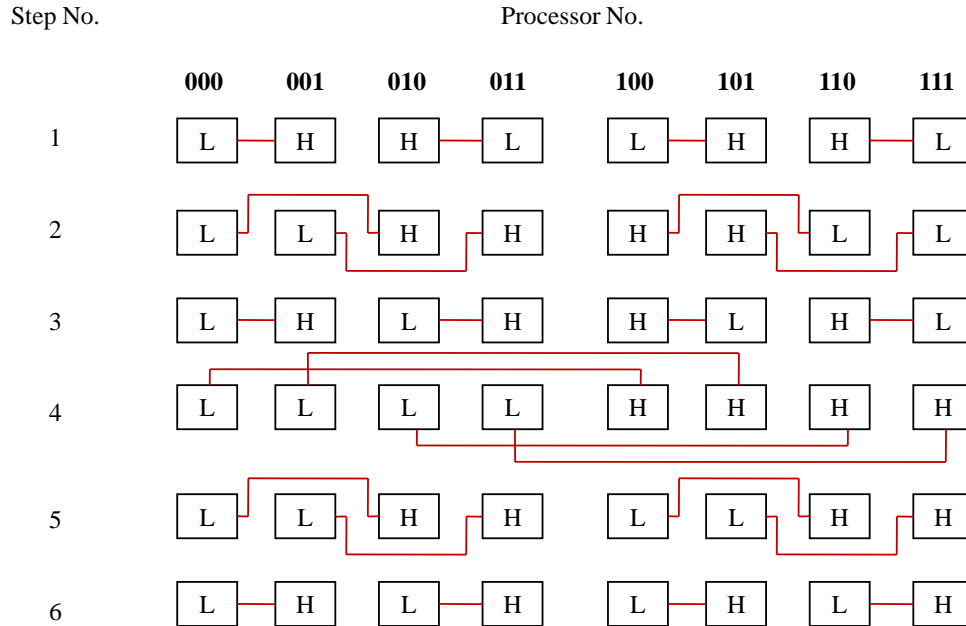 Step No. Processor No.
000 001 010 011 100 101 110 111
1 L H H L L H H L
2 L L H H H H L L
3 L H L H H L H L
4 L L L L H H H H
5 L L H H L L H H
6 L H L H L H L H